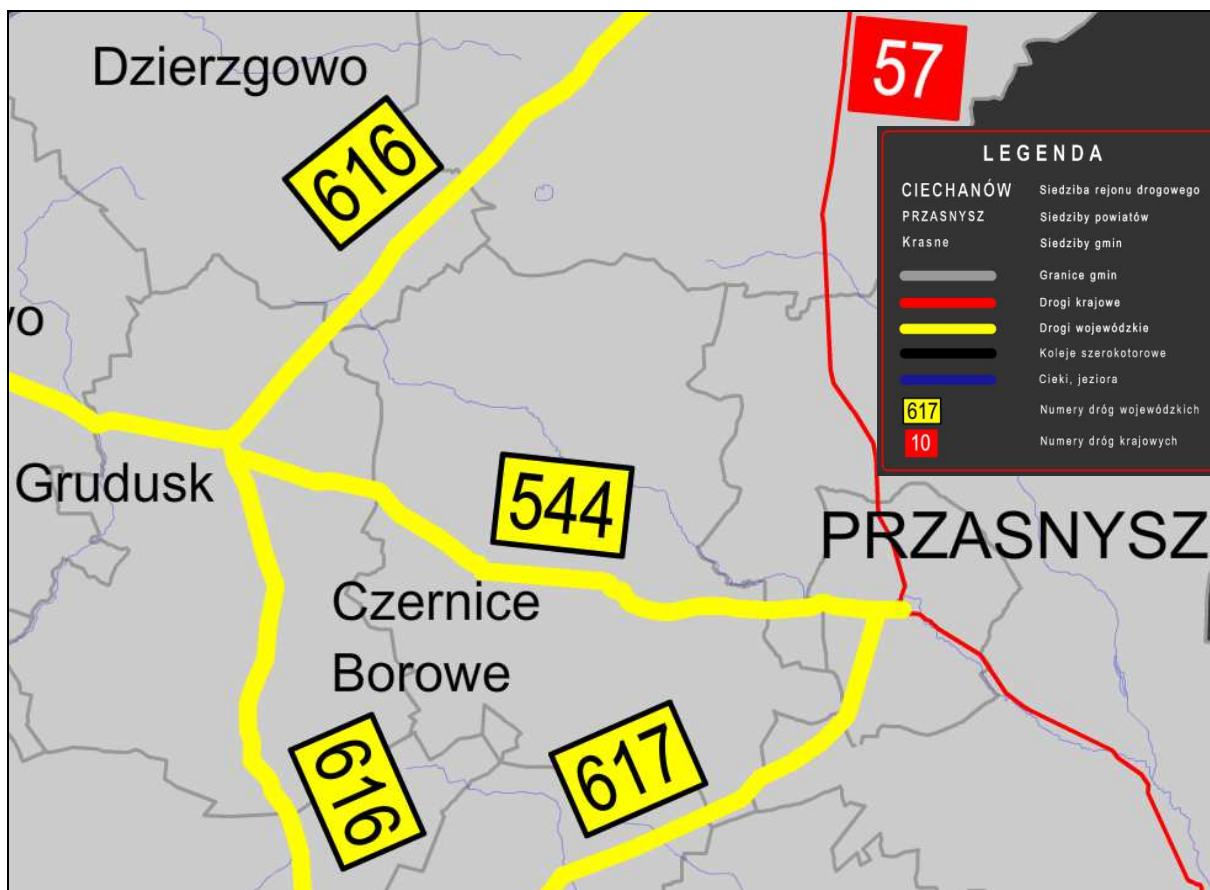 Dzierzgowo
616
57
LEGENDA
CIECHANÓW Siedziba rejonu drogowego
PRZASNYSZ Siedziby powiatów
Krasne Siedziby gmin
Granice gmin
Drogi krajowe
Drogi wojewódzkie
Koleje szerokotorowe
Cieki, jeziora
617 Numery dróg wojewódzkich
10 Numery dróg krajowych
Grudusk
544
PRZASNYSZ
Czernice
Borowe
616
617